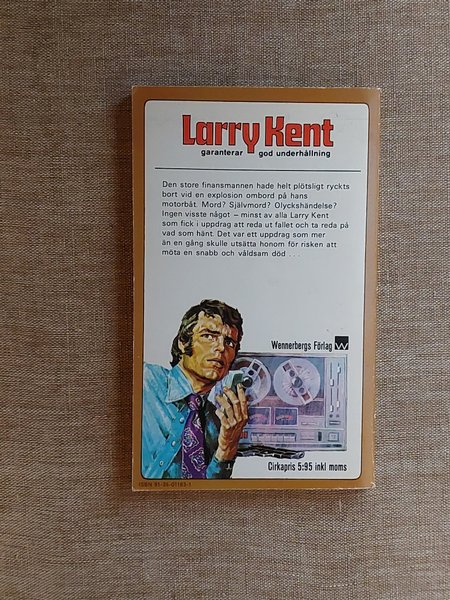 Larry Kent
garanterar god underhållning
Den store finansmannen hade helt plötsligt ryckts
bort vid en explosion ombord på hans
motorbåt. Mord? Självmord? Olyckshändelse?
Ingen visste något – minst av alla Larry Kent
som fick i uppdrag att reda ut fallet och ta reda på
vad som hänt. Det var ett uppdrag som mer
än en gång skulle utsätta honom för risken att
möta en snabb och våldsam död . . .
Wennerbergs Förlag W
Cirkapris 5:95 inkl moms